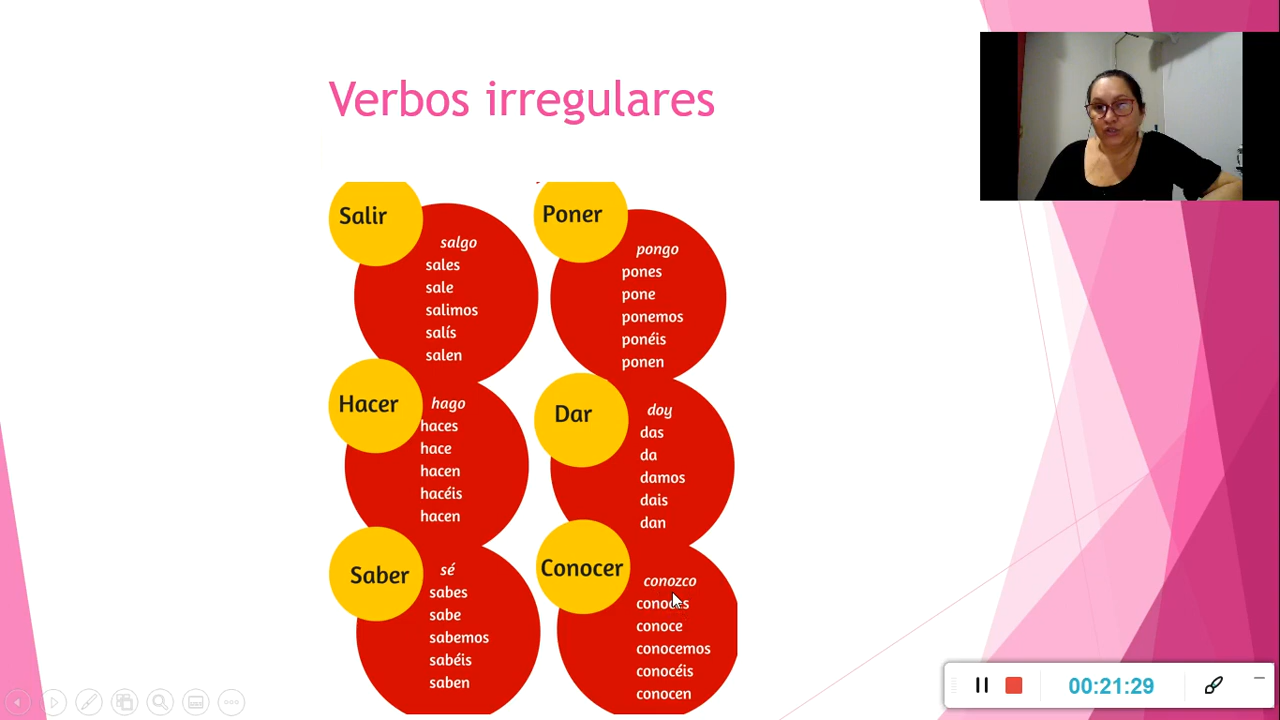 Verbos irregulares
Salir
salgo
sales
sale
salimos
salís
salen
Poner
pongo
pones
pone
ponemos
ponéis
ponen
Hacer
hago
haces
hace
hacen
hacéis
hacen
Dar
doy
das
da
damos
dais
dan
Saber
sé
sabes
sabe
sabemos
sabéis
saben
Conocer
conozco
conoces
conoce
conocemos
conocéis
conocen
00:21:29